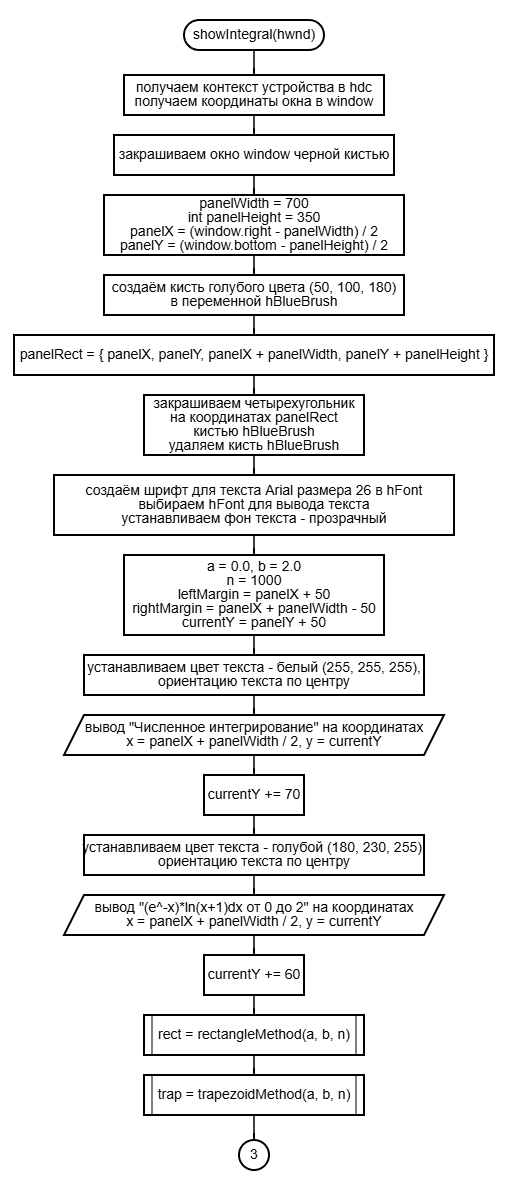 showIntegral(hwnd)
получаем контекст устройства в hdc
получаем координаты окна в window
закрашиваем окно window черной кистью
panelWidth = 700
int panelHeight = 350
panelX = (window.right - panelWidth) / 2
panelY = (window.bottom - panelHeight) / 2
создаём кисть голубого цвета (50, 100, 180)
в переменной hBlueBrush
panelRect = { panelX, panelY, panelX + panelWidth, panelY + panelHeight }
закрашиваем четырехугольник
на координатах panelRect
кистью hBlueBrush
удаляем кисть hBlueBrush
создаём шрифт для текста Arial размера 26 в hFont
выбираем hFont для вывода текста
устанавливаем фон текста - прозрачный
a = 0.0, b = 2.0
n = 1000
leftMargin = panelX + 50
rightMargin = panelX + panelWidth - 50
currentY = panelY + 50
устанавливаем цвет текста - белый (255, 255, 255),
ориентацию текста по центру
вывод "Численное интегрирование" на координатах
x = panelX + panelWidth / 2, y = currentY
currentY += 70
устанавливаем цвет текста - голубой (180, 230, 255)
ориентацию текста по центру
вывод "(e^-x)*ln(x+1)dx от 0 до 2" на координатах
x = panelX + panelWidth / 2, y = currentY
currentY += 60
rect = rectangleMethod(a, b, n)
trap = trapezoidMethod(a, b, n)
3